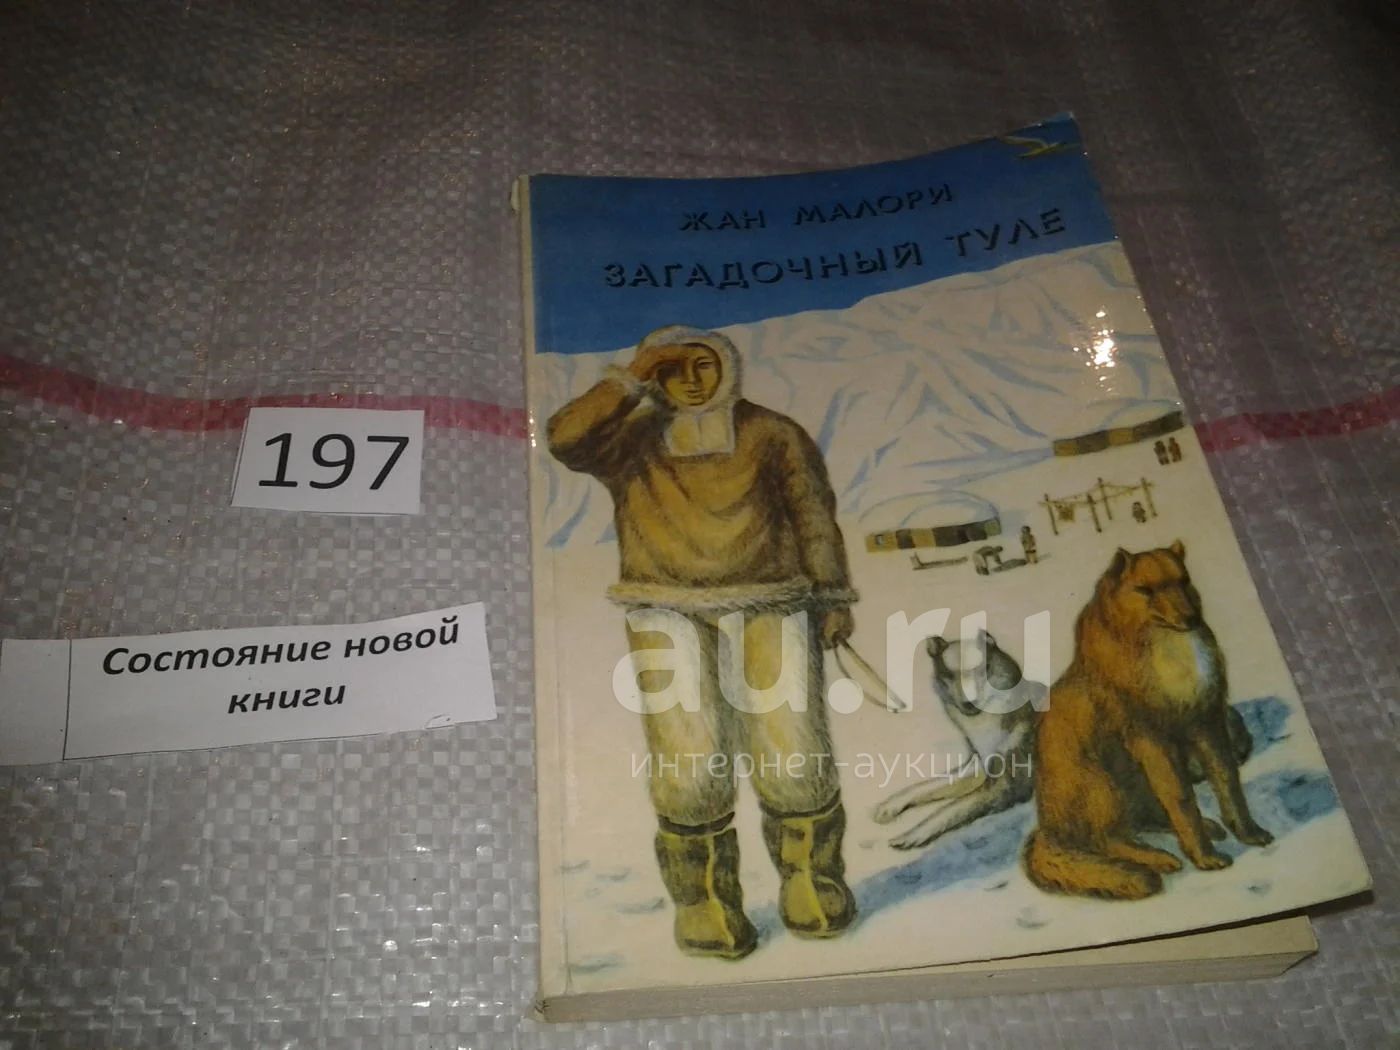 ЖАН МАЛОРИ
ЗАГАДОЧНЫЙ ТУЛЕ
197
Состояние новой
книги
au.ru
интернет-аукцион